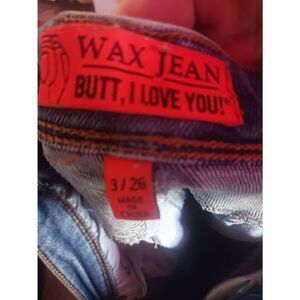 WAX JEAN
BUTT, I LOVE YOU!®
3 / 26
MADE
IN
CHINA